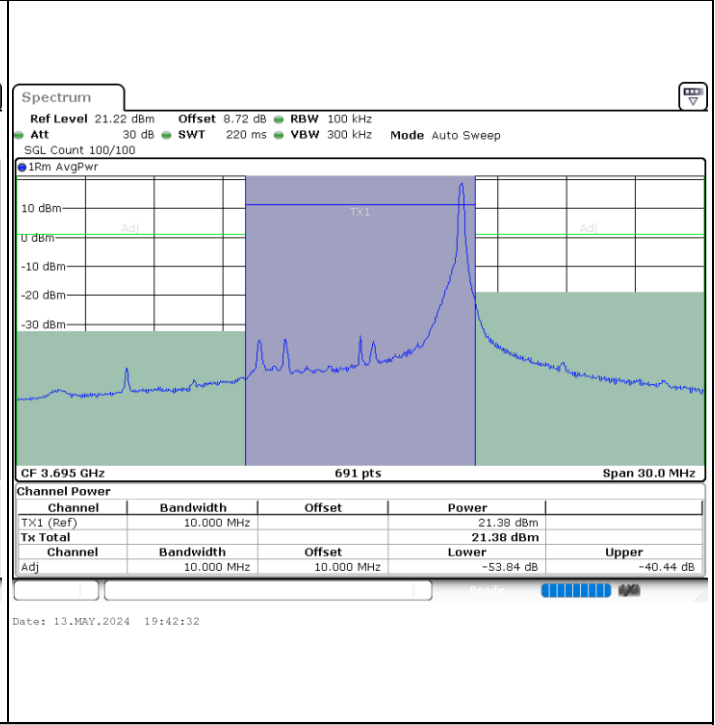 Spectrum
Ref Level 21.22 dBm Offset 8.72 dB RBW 100 kHz
Att 30 dB SWT 220 ms VBW 300 kHz Mode Auto Sweep
SGL Count 100/100
1Rm AvgPwr
10 dBm
TX1
Adj
Adj
0 dBm
-10 dBm
-20 dBm
-30 dBm
CF 3.695 GHz 691 pts Span 30.0 MHz
Channel Power
Channel Bandwidth Offset Power
TX1 (Ref) 10.000 MHz 21.38 dBm
Tx Total 21.38 dBm
Channel Bandwidth Offset Lower Upper
Adj 10.000 MHz 10.000 MHz -53.84 dB -40.44 dB
Ready
Date: 13.MAY.2024 19:42:32